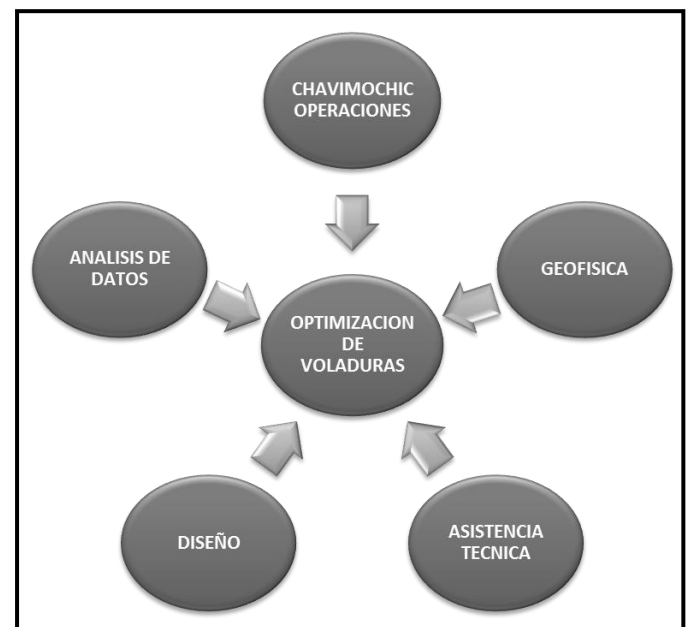 CHAVIMOCHIC
OPERACIONES
ANALISIS DE
DATOS
GEOFISICA
OPTIMIZACION
DE
VOLADURAS
DISEÑO
ASISTENCIA
TECNICA